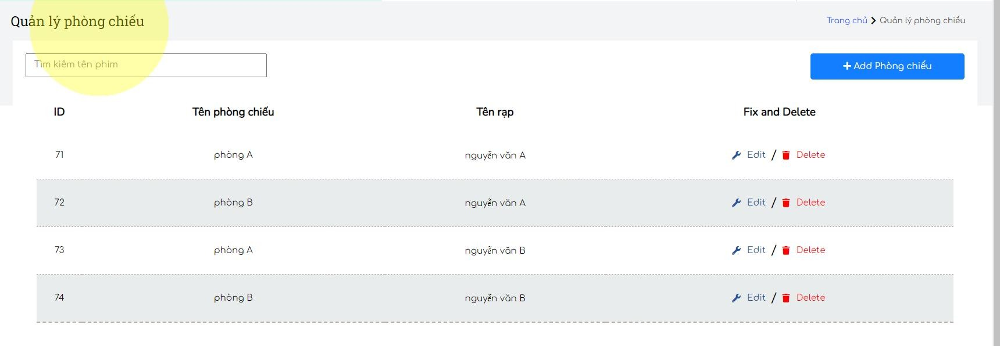 Quản lý phòng chiếu
Trang chủ > Quản lý phòng chiếu
Tìm kiếm tên phim
+ Add Phòng chiếu
ID Tên phòng chiếu Tên rạp Fix and Delete
71 phòng A nguyễn văn A Edit / Delete
72 phòng B nguyễn văn A Edit / Delete
73 phòng A nguyễn văn B Edit / Delete
74 phòng B nguyễn văn B Edit / Delete